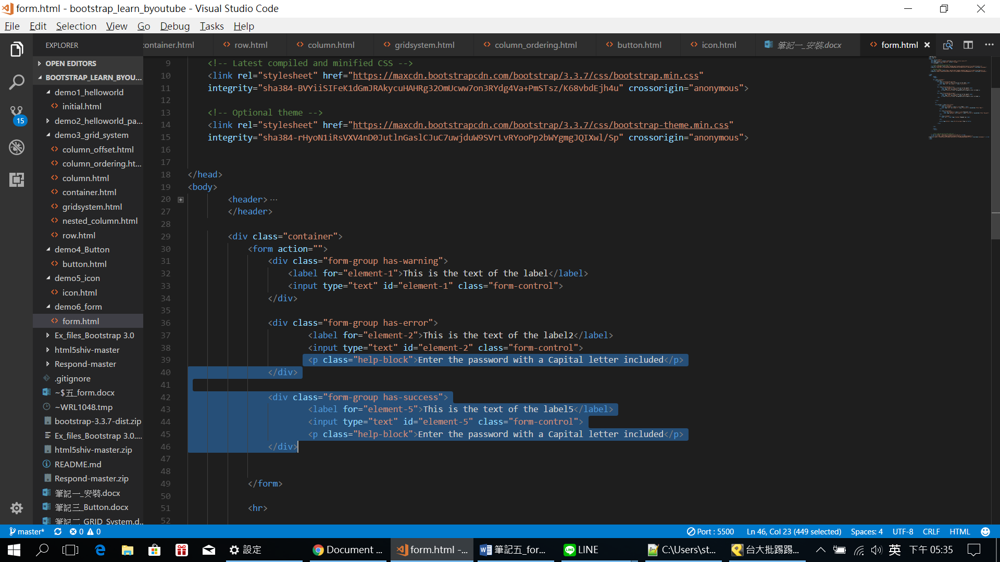 form.html - bootstrap_learn_byoutube - Visual Studio Code
File Edit Selection View Go Debug Tasks Help
EXPLORER
container.html row.html column.html gridsystem.html column_ordering.html button.html icon.html 筆記一_安裝.docx form.html
OPEN EDITORS
BOOTSTRAP_LEARN_BYOU...
demo1_helloworld
initial.html
demo2_helloworld_pa...
demo3_grid_system
column_offset.html
column_ordering.ht...
column.html
container.html
gridsystem.html
nested_column.html
row.html
demo4_Button
button.html
demo5_icon
icon.html
demo6_form
form.html
Ex_files_Bootstrap 3.0
html5shiv-master
Respond-master
.gitignore
~$五_form.docx
~WRL1048.tmp
bootstrap-3.3.7-dist.zip
Ex_files_Bootstrap 3.0....
html5shiv-master.zip
README.md
Respond-master.zip
筆記一_安裝.docx
筆記三_Button.docx
筆記二_GRID_System.d...
15
9 <!-- Latest compiled and minified CSS -->
10 <link rel="stylesheet" href="https://maxcdn.bootstrapcdn.com/bootstrap/3.3.7/css/bootstrap.min.css"
11 integrity="sha384-BVYiiSIFeK1dGmJRAkycuHAHRg32OmUcww7on3RYdg4Va+PmSTsz/K68vbdEjh4u" crossorigin="anonymous">
12
13 <!-- Optional theme -->
14 <link rel="stylesheet" href="https://maxcdn.bootstrapcdn.com/bootstrap/3.3.7/css/bootstrap-theme.min.css"
15 integrity="sha384-rHyoN1iRsVXV4nD0JutlnGaslCJuC7uwjduW9SVrLvRYooPp2bWYgmgJQIXwl/Sp" crossorigin="anonymous">
16
17
18 </head>
19 <body>
20 <header>...
27 </header>
28
29 <div class="container">
30 <form action="">
31 <div class="form-group has-warning">
32 <label for="element-1">This is the text of the label</label>
33 <input type="text" id="element-1" class="form-control">
34 </div>
35
36 <div class="form-group has-error">
37 <label for="element-2">This is the text of the label2</label>
38 <input type="text" id="element-2" class="form-control">
39 <p class="help-block">Enter the password with a Capital letter included</p>
40 </div>
41
42 <div class="form-group has-success">
43 <label for="element-5">This is the text of the label5</label>
44 <input type="text" id="element-5" class="form-control">
45 <p class="help-block">Enter the password with a Capital letter included</p>
46 </div>
47
48
49 </form>
50
51 <hr>
52
master* 0 0 Port : 5500 Ln 46, Col 23 (449 selected) Spaces: 4 UTF-8 CRLF HTML
設定 Document ... form.html -... 筆記五_for... LINE C:\Users\st... 台大批踢踢... 英 下午 05:35